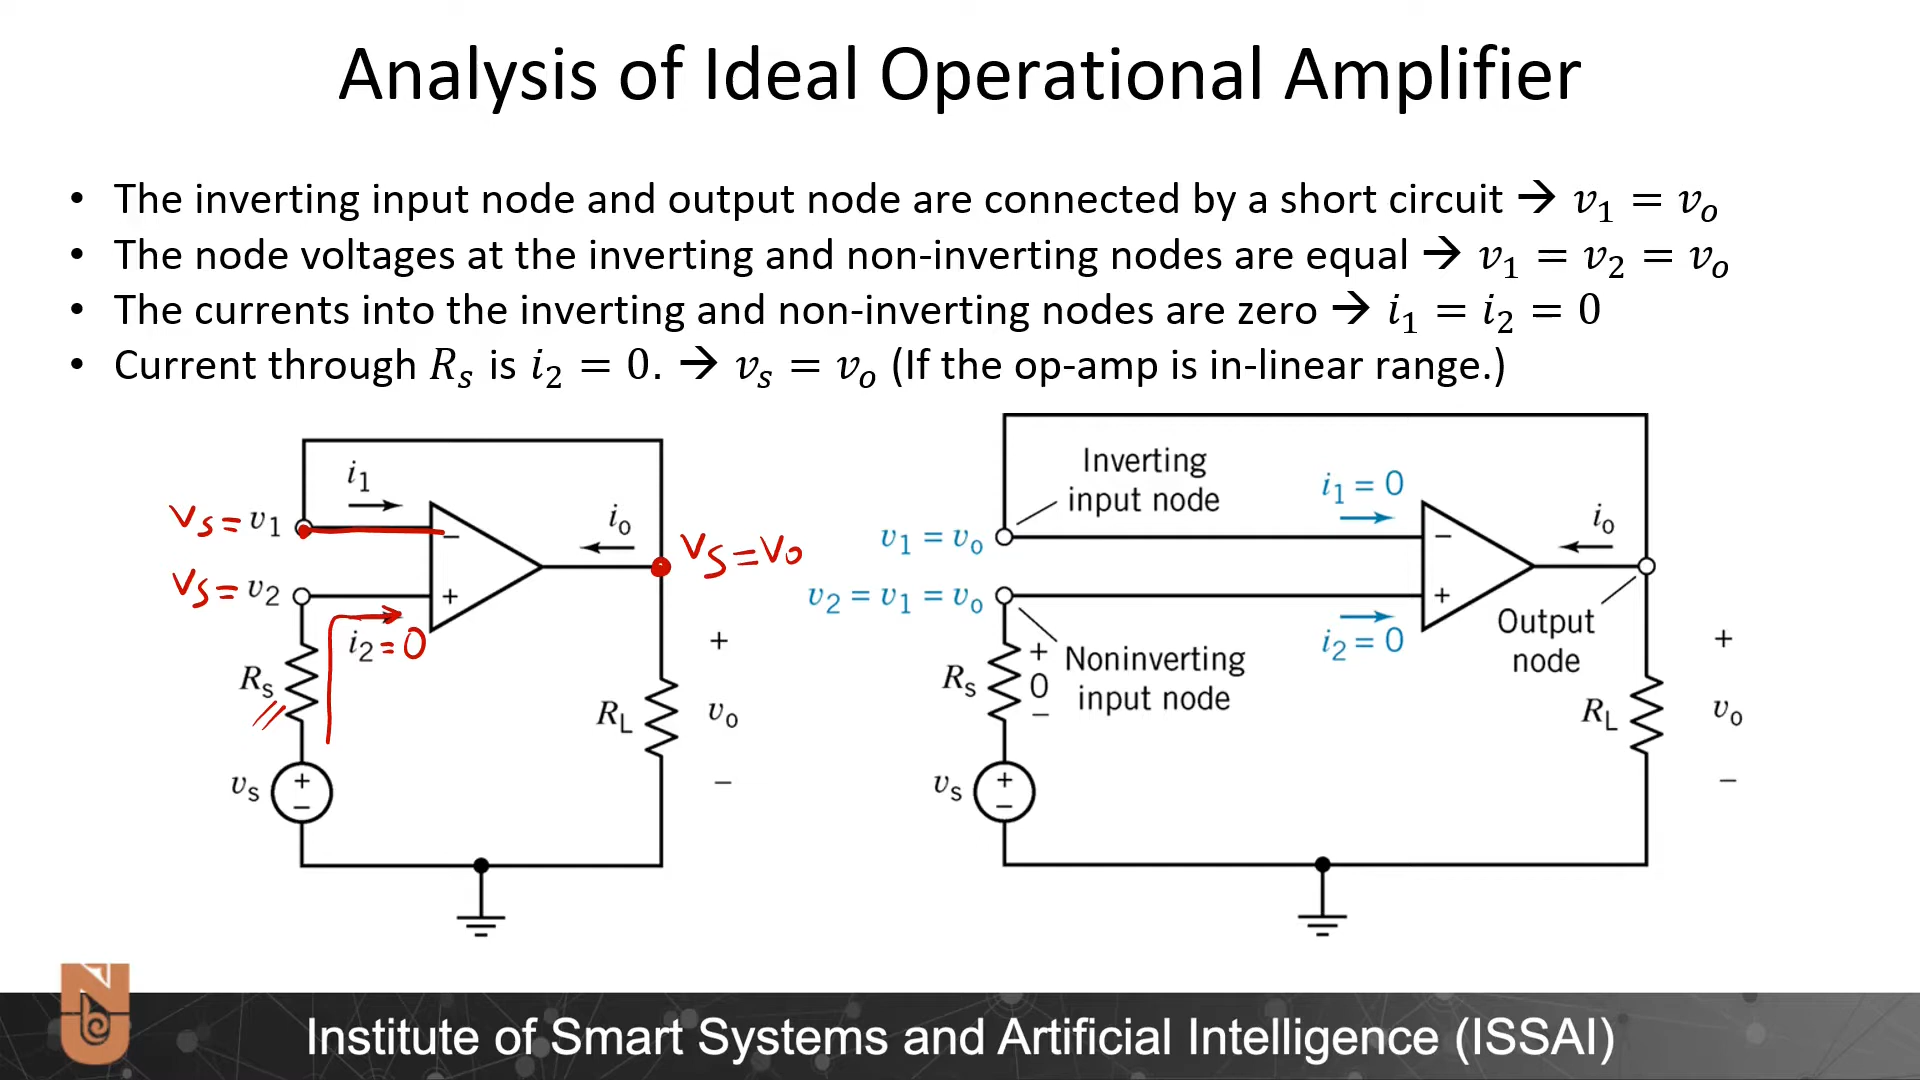 Analysis of Ideal Operational Amplifier
• The inverting input node and output node are connected by a short circuit → v₁ = vₒ
• The node voltages at the inverting and non-inverting nodes are equal → v₁ = v₂ = vₒ
• The currents into the inverting and non-inverting nodes are zero → i₁ = i₂ = 0
• Current through Rₛ is i₂ = 0. → vₛ = vₒ (If the op-amp is in-linear range.)
i₁
Vs = v₁
−
iₒ
Vs = Vo
Vs = v₂
+
i₂ = 0
Rₛ
+
R_L
vₒ
−
vₛ
+
−
Inverting
input node
i₁ = 0
v₁ = vₒ
−
iₒ
v₂ = v₁ = vₒ
+
i₂ = 0
Output
node
Rₛ
+
0
−
Noninverting
input node
+
R_L
vₒ
−
vₛ
+
−
Institute of Smart Systems and Artificial Intelligence (ISSAI)